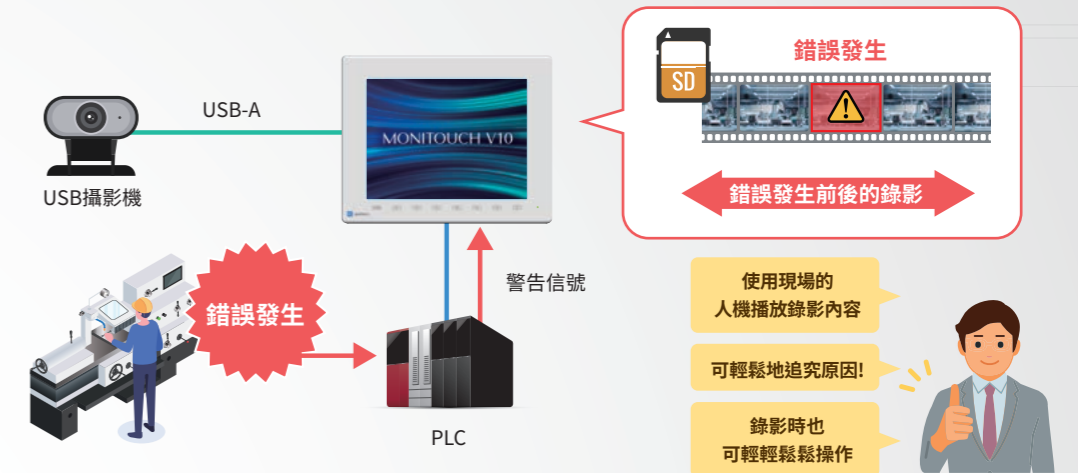 錯誤發生
SD
USB-A
MONITOUCH V10
錯誤發生前後的錄影
USB攝影機
警告信號
錯誤發生
使用現場的
人機播放錄影內容
可輕鬆地追究原因!
錄影時也
可輕輕鬆鬆操作
PLC